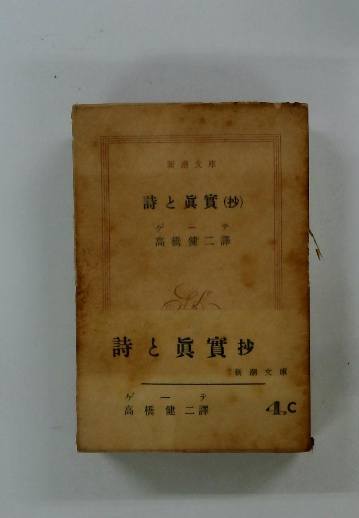 新潮文庫
詩と眞實(抄)
ゲーテ
高橋健二譯
詩と眞實抄
新潮文庫
ゲーテ
高橋健二譯
4.C